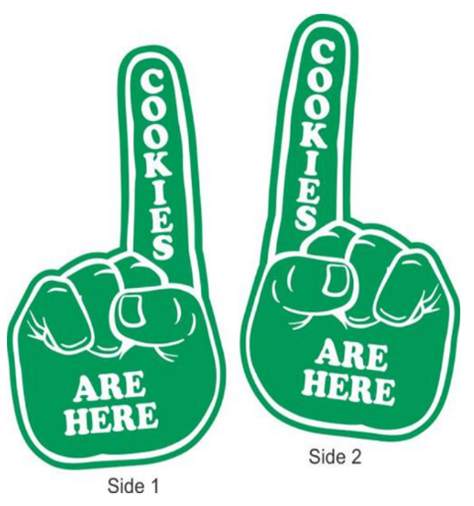 COOKIES
ARE
HERE
Side 1
COOKIES
ARE
HERE
Side 2